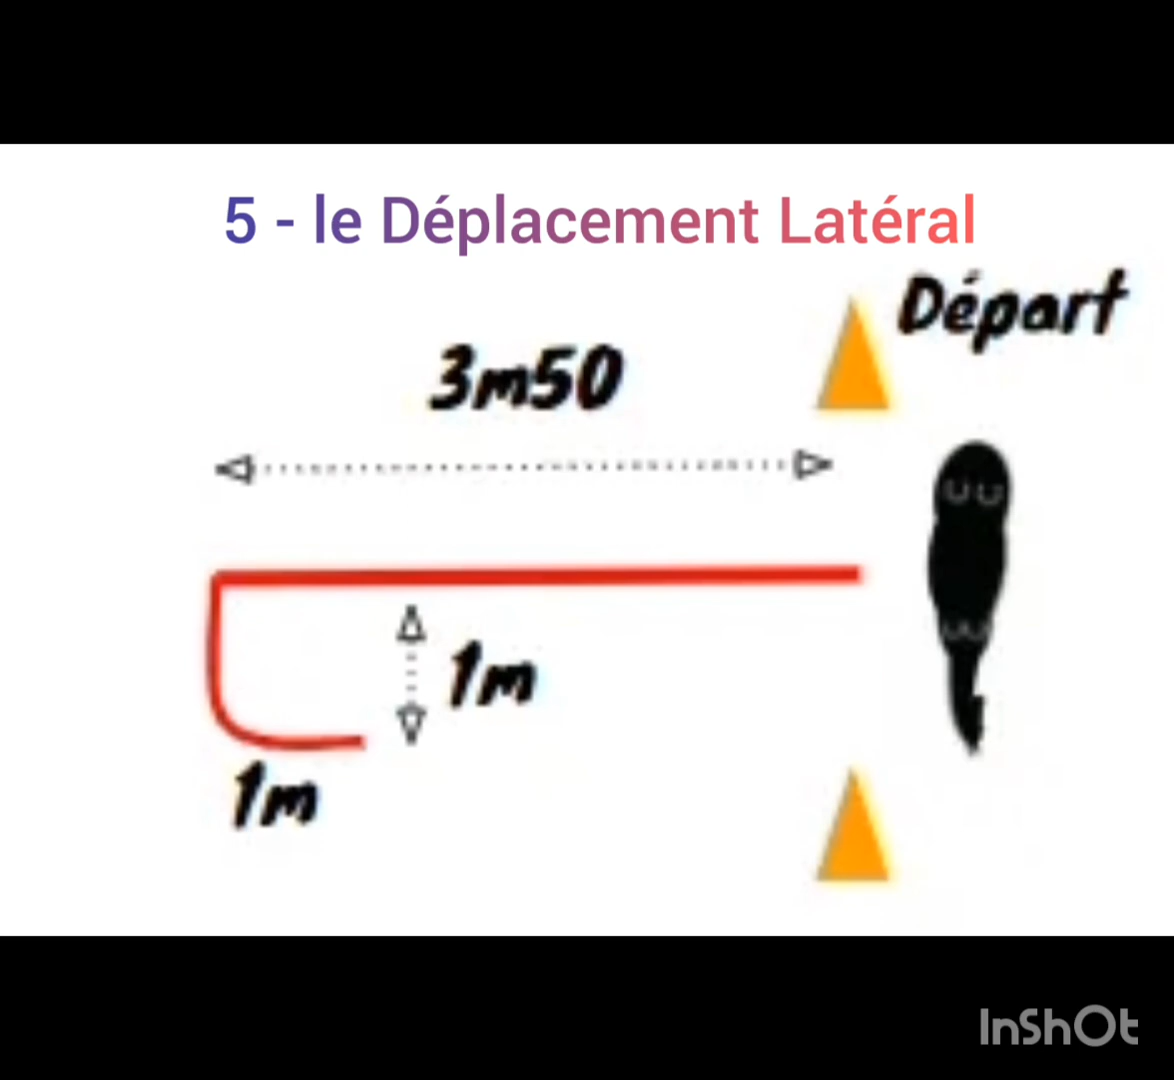 5 - le Déplacement Latéral
Départ
3m50
1m
1m
InShOt